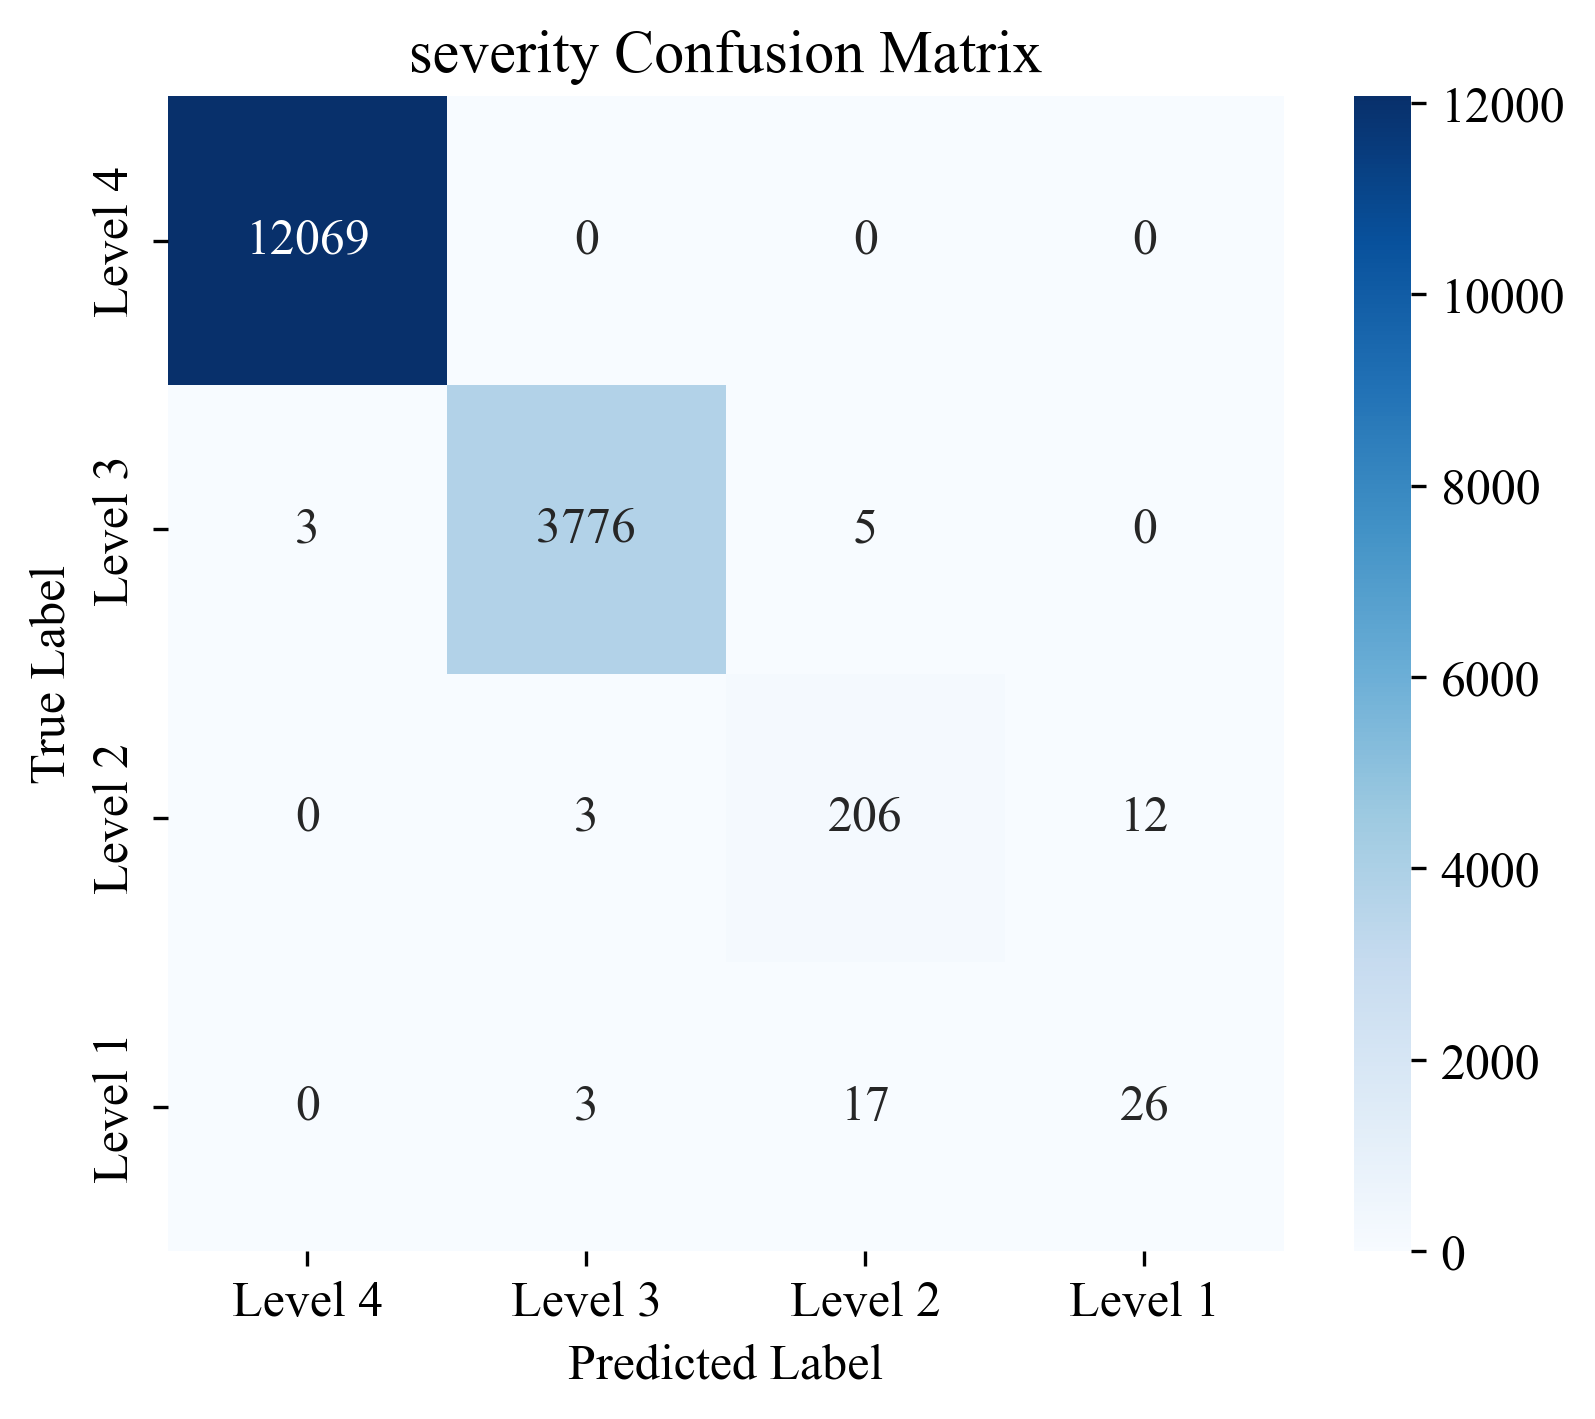 severity Confusion Matrix
True Label
Level 4
12069 0 0 0
Level 3
3 3776 5 0
Level 2
0 3 206 12
Level 1
0 3 17 26
Level 4 Level 3 Level 2 Level 1
Predicted Label
12000
10000
8000
6000
4000
2000
0